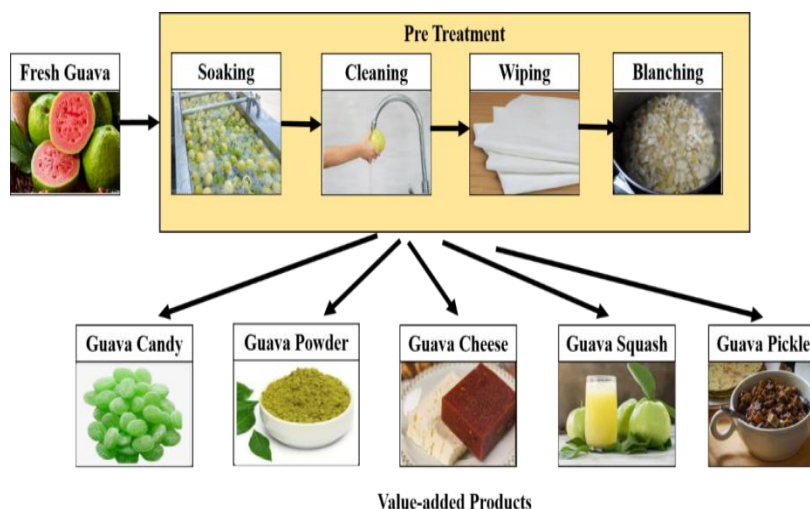 Pre Treatment
Fresh Guava
Soaking
Cleaning
Wiping
Blanching
Guava Candy
Guava Powder
Guava Cheese
Guava Squash
Guava Pickle
Value-added Products